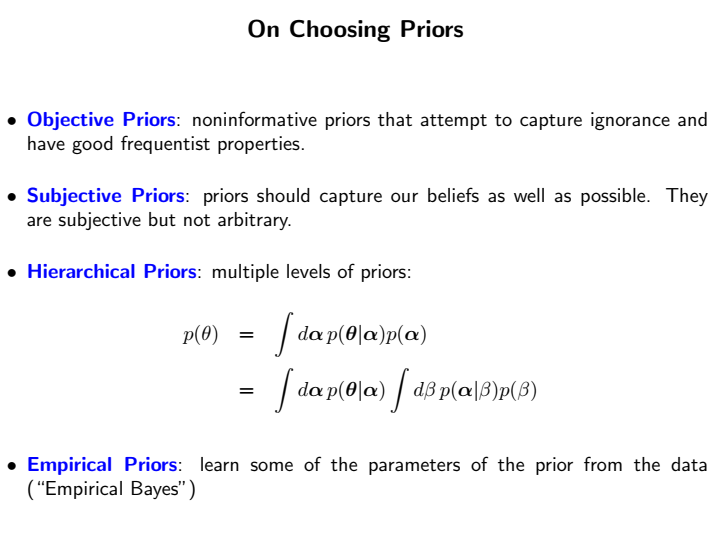 On Choosing Priors
• Objective Priors: noninformative priors that attempt to capture ignorance and
have good frequentist properties.
• Subjective Priors: priors should capture our beliefs as well as possible. They
are subjective but not arbitrary.
• Hierarchical Priors: multiple levels of priors:
p(θ) = ∫ dα p(θ|α)p(α)
= ∫ dα p(θ|α) ∫ dβ p(α|β)p(β)
• Empirical Priors: learn some of the parameters of the prior from the data
(“Empirical Bayes”)